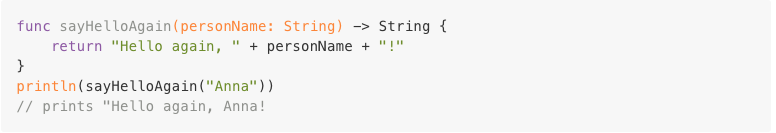 func sayHelloAgain(personName: String) -> String {
    return "Hello again, " + personName + "!"
}
println(sayHelloAgain("Anna"))
// prints "Hello again, Anna!